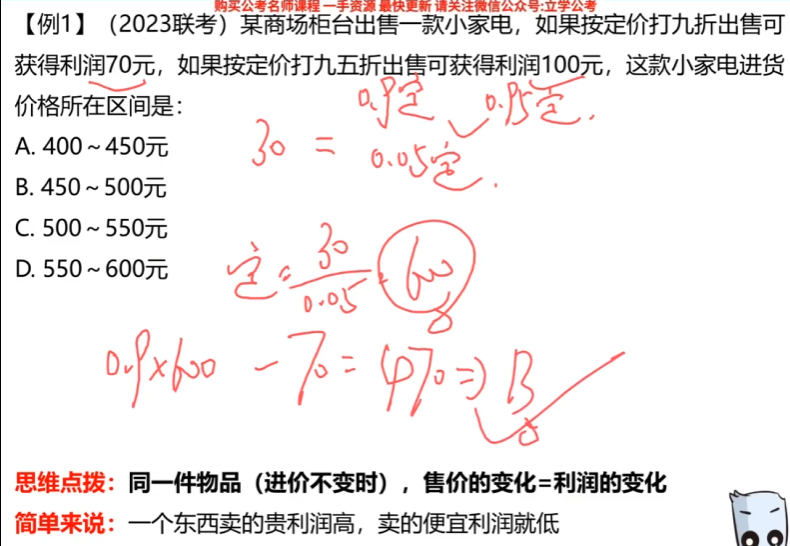 购买公考名师课程 一手资源 最快更新 请关注微信公众号:立学公考
【例1】（2023联考）某商场柜台出售一款小家电，如果按定价打九折出售可
获得利润70元，如果按定价打九五折出售可获得利润100元，这款小家电进货
价格所在区间是：
0.9定 0.95定.
A. 400～450元
30 = 0.05定.
B. 450～500元
C. 500～550元
定= 30/0.05 = 600
D. 550～600元
0.9×600 - 70 = 470 => B
思维点拨：同一件物品（进价不变时），售价的变化=利润的变化
简单来说：一个东西卖的贵利润高，卖的便宜利润就低